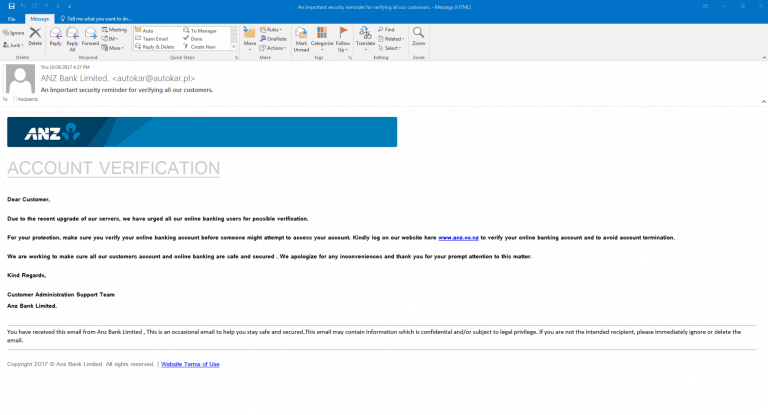 An Important security reminder for verifying all our customers. - Message (HTML)
File Message Tell me what you want to do...
Ignore
Junk
Delete
Reply
Reply All
Forward
Meeting
IM
More
Auto
Team Email
Reply & Delete
To Manager
Done
Create New
Move
Rules
OneNote
Actions
Mark Unread
Categorize
Follow Up
Translate
Find
Related
Select
Zoom
Delete Respond Quick Steps Move Tags Editing Zoom
Thu 10/26/2017 4:27 PM
ANZ Bank Limited. <autokar@autokar.pl>
An Important security reminder for verifying all our customers.
To Recipients
ANZ
ACCOUNT VERIFICATION
Dear Customer,
Due to the recent upgrade of our servers, we have urged all our online banking users for possible verification.
For your protection, make sure you verify your online banking account before someone might attempt to access your account. Kindly log on our website here www.anz.co.nz to verify your online banking account and to avoid account termination.
We are working to make sure all our customers account and online banking are safe and secured . We apologize for any inconveniences and thank you for your prompt attention to this matter.
Kind Regards,
Customer Administration Support Team
Anz Bank Limited.
You have received this email from Anz Bank Limited , This is an occasional email to help you stay safe and secured.This email may contain information which is confidential and/or subject to legal privilege. If you are not the intended recipient, please immediately ignore or delete the
email.
Copyright 2017 © Anz Bank Limited. All rights reserved. | Website Terms of Use